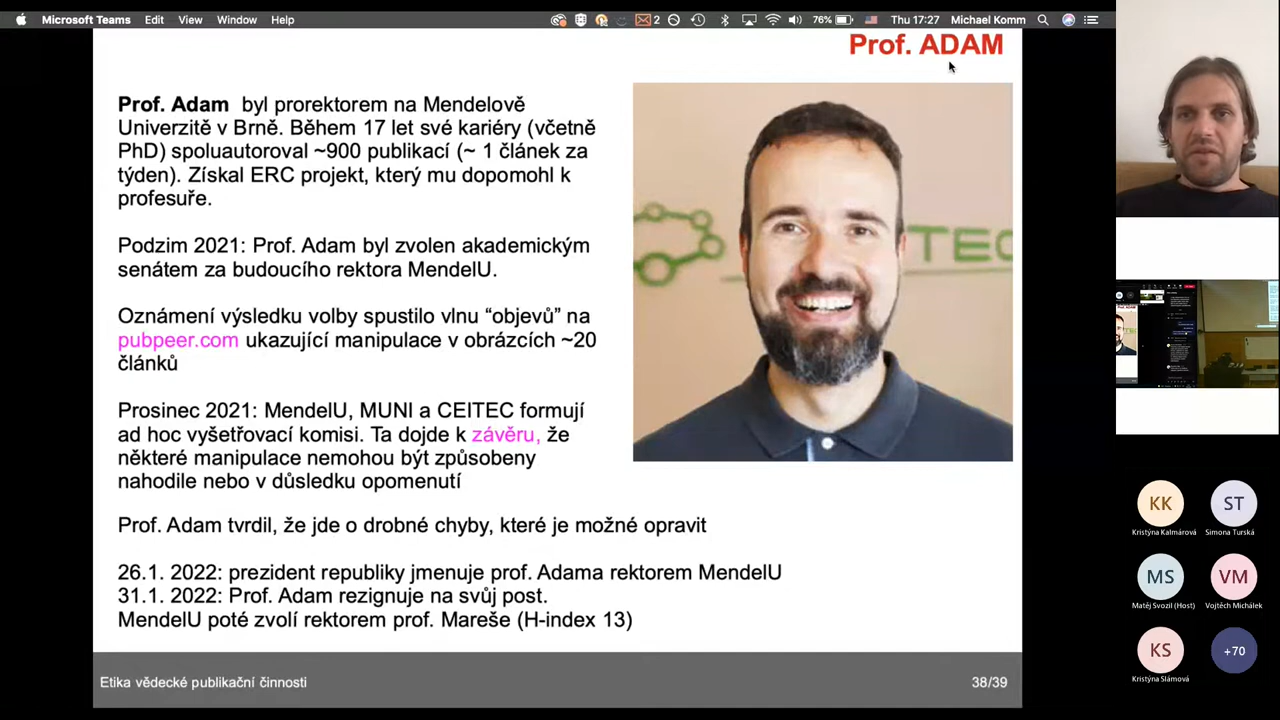 Microsoft Teams Edit View Window Help 2 76% Thu 17:27 Michael Komm
Prof. ADAM
Prof. Adam byl prorektorem na Mendelově
Univerzitě v Brně. Během 17 let své kariéry (včetně
PhD) spoluautoroval ~900 publikací (~ 1 článek za
týden). Získal ERC projekt, který mu dopomohl k
profesuře.
Podzim 2021: Prof. Adam byl zvolen akademickým
senátem za budoucího rektora MendelU.
Oznámení výsledku volby spustilo vlnu “objevů” na
pubpeer.com ukazující manipulace v obrázcích ~20
článků
Prosinec 2021: MendelU, MUNI a CEITEC formují
ad hoc vyšetřovací komisi. Ta dojde k závěru, že
některé manipulace nemohou být způsobeny
nahodile nebo v důsledku opomenutí
Prof. Adam tvrdil, že jde o drobné chyby, které je možné opravit
26.1. 2022: prezident republiky jmenuje prof. Adama rektorem MendelU
31.1. 2022: Prof. Adam rezignuje na svůj post.
MendelU poté zvolí rektorem prof. Mareše (H-index 13)
Etika vědecké publikační činnosti
38/39
TEC
KK
ST
Kristýna Kalmárová
Simona Turská
MS
VM
Matěj Svozil (Host)
Vojtěch Michálek
KS
+70
Kristýna Slámová